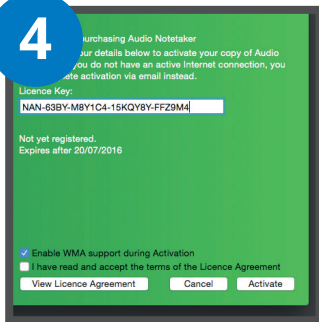 4
urchasing Audio Notetaker
our details below to activate your copy of Audio
you do not have an active Internet connection, you
ete activation via email instead.
Licence Key:
NAN-63BY-M8Y1C4-15KQY8Y-FFZ9M4
Not yet registered.
Expires after 20/07/2016
Enable WMA support during Activation
I have read and accept the terms of the Licence Agreement
View Licence Agreement Cancel Activate